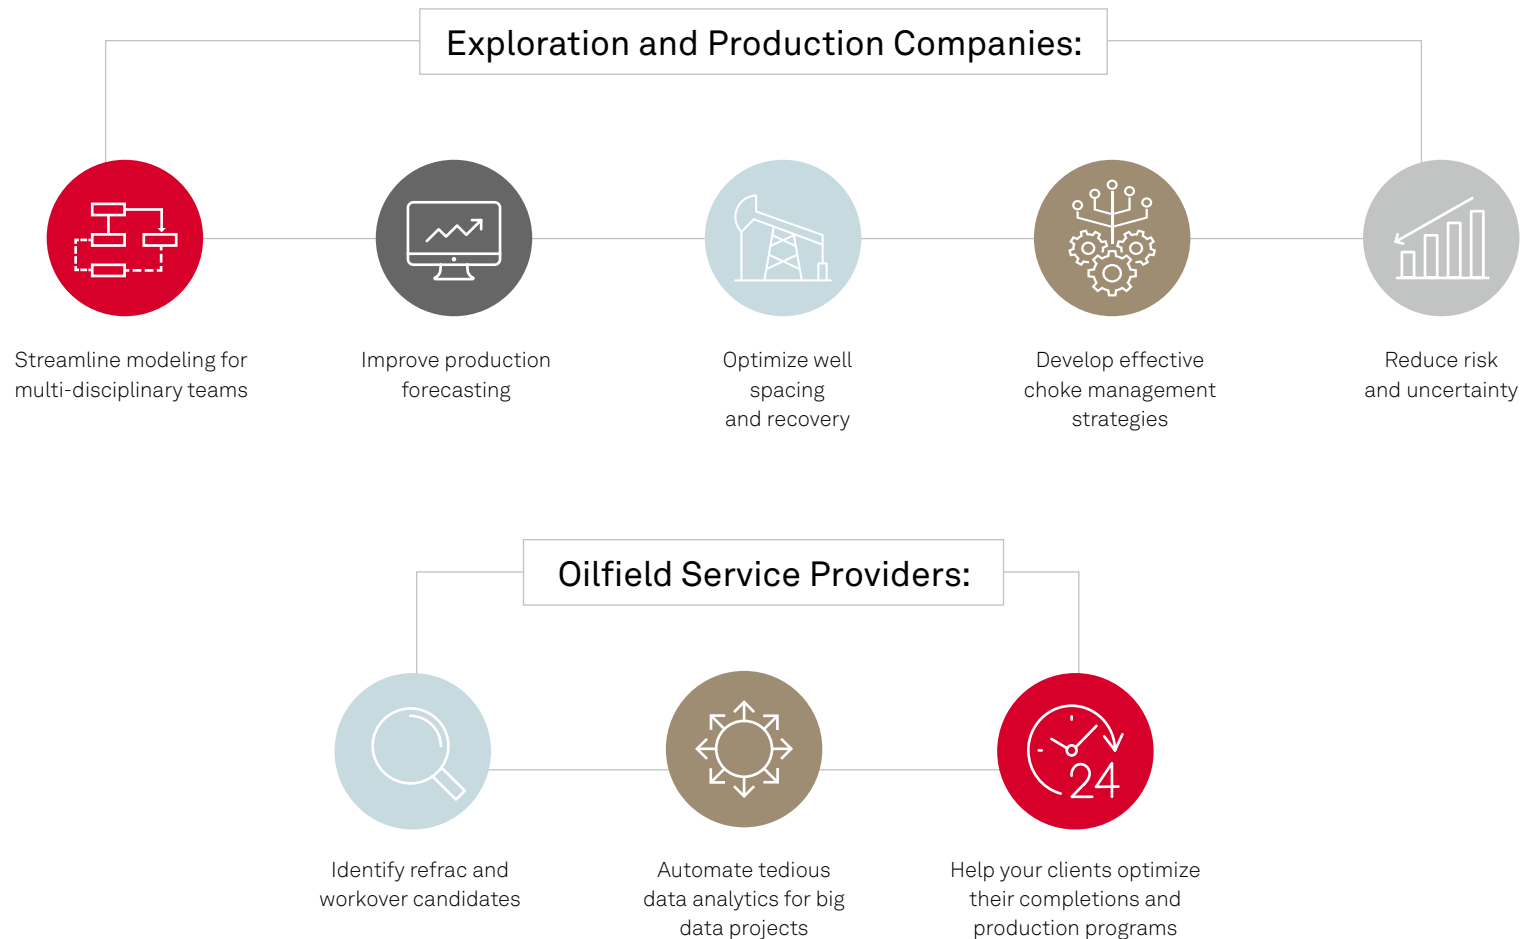 Exploration and Production Companies:
Streamline modeling for
multi-disciplinary teams
Improve production
forecasting
Optimize well
spacing
and recovery
Develop effective
choke management
strategies
Reduce risk
and uncertainty
Oilfield Service Providers:
24
Identify refrac and
workover candidates
Automate tedious
data analytics for big
data projects
Help your clients optimize
their completions and
production programs